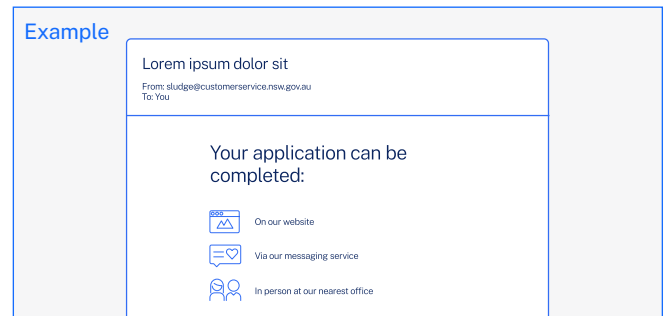 Example
Lorem ipsum dolor sit
From: sludge@customerservice.nsw.gov.au
To: You
Your application can be
completed:
On our website
Via our messaging service
In person at our nearest office